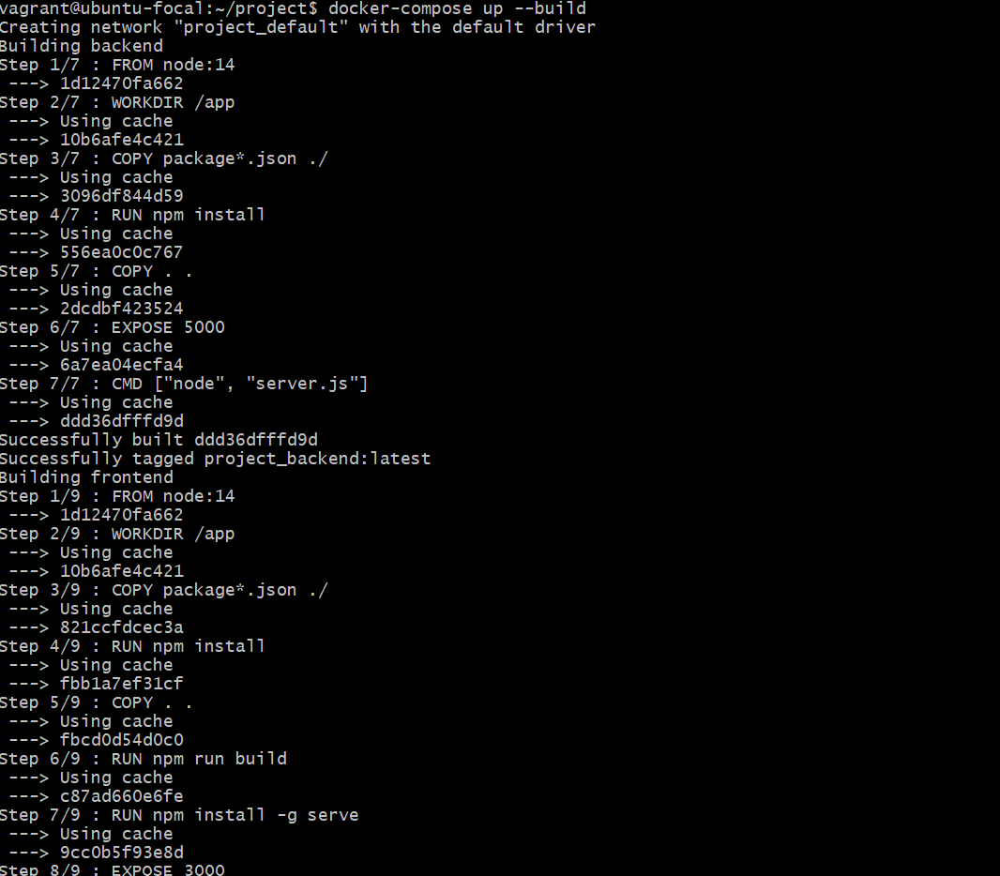 vagrant@ubuntu-focal:~/project$ docker-compose up --build
Creating network "project_default" with the default driver
Building backend
Step 1/7 : FROM node:14
 ---> 1d12470fa662
Step 2/7 : WORKDIR /app
 ---> Using cache
 ---> 10b6afe4c421
Step 3/7 : COPY package*.json ./
 ---> Using cache
 ---> 3096df844d59
Step 4/7 : RUN npm install
 ---> Using cache
 ---> 556ea0c0c767
Step 5/7 : COPY . .
 ---> Using cache
 ---> 2dcdbf423524
Step 6/7 : EXPOSE 5000
 ---> Using cache
 ---> 6a7ea04ecfa4
Step 7/7 : CMD ["node", "server.js"]
 ---> Using cache
 ---> ddd36dfffd9d
Successfully built ddd36dfffd9d
Successfully tagged project_backend:latest
Building frontend
Step 1/9 : FROM node:14
 ---> 1d12470fa662
Step 2/9 : WORKDIR /app
 ---> Using cache
 ---> 10b6afe4c421
Step 3/9 : COPY package*.json ./
 ---> Using cache
 ---> 821ccfdcec3a
Step 4/9 : RUN npm install
 ---> Using cache
 ---> fbb1a7ef31cf
Step 5/9 : COPY . .
 ---> Using cache
 ---> fbcd0d54d0c0
Step 6/9 : RUN npm run build
 ---> Using cache
 ---> c87ad660e6fe
Step 7/9 : RUN npm install -g serve
 ---> Using cache
 ---> 9cc0b5f93e8d
Step 8/9 : EXPOSE 3000